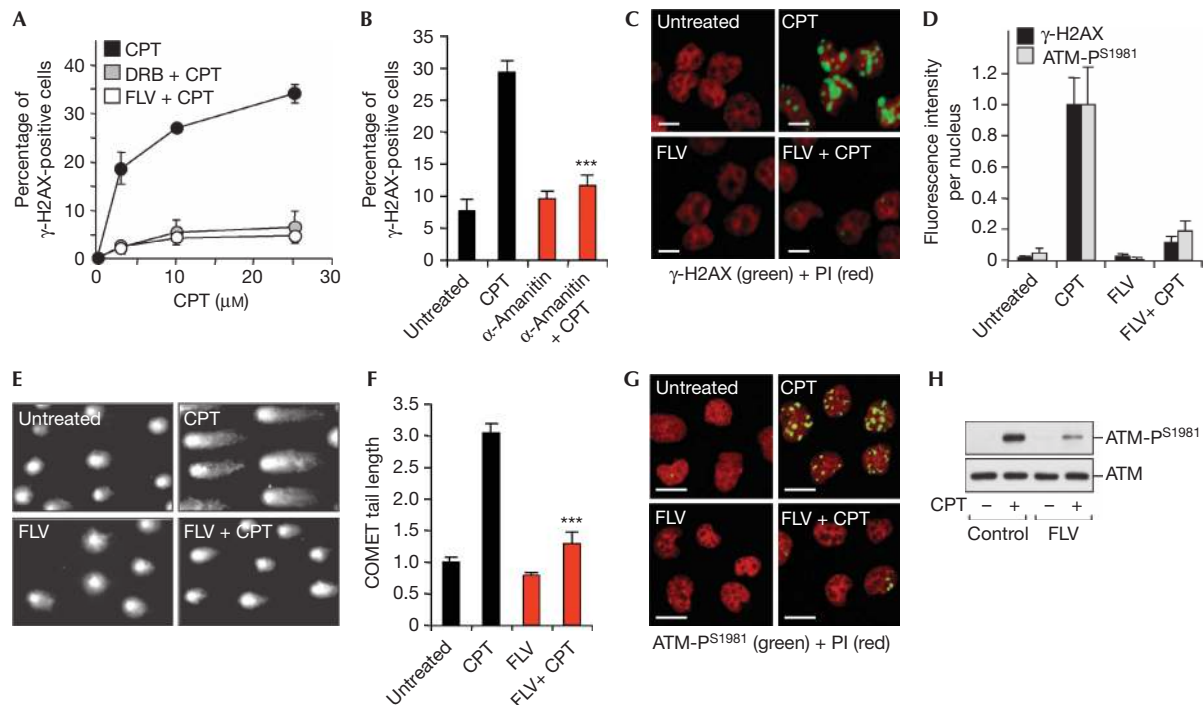 A
CPT
DRB + CPT
FLV + CPT
Percentage of
γ-H2AX-positive cells
40
30
20
10
0
0
10
20
30
CPT (μM)
B
Percentage of
γ-H2AX-positive cells
35
30
25
20
15
10
5
0
***
Untreated
CPT
α-Amanitin
α-Amanitin
+ CPT
C
Untreated
CPT
FLV
FLV + CPT
γ-H2AX (green) + PI (red)
D
γ-H2AX
ATM-P^S1981
Fluorescence intensity
per nucleus
1.2
1.0
0.8
0.6
0.4
0.2
0
Untreated
CPT
FLV
FLV+ CPT
E
Untreated
CPT
FLV
FLV + CPT
F
COMET tail length
3.5
3.0
2.5
2.0
1.5
1.0
0.5
0.0
***
Untreated
CPT
FLV
FLV+ CPT
G
Untreated
CPT
FLV
FLV + CPT
ATM-P^S1981 (green) + PI (red)
H
ATM-P^S1981
ATM
CPT – + – +
Control FLV